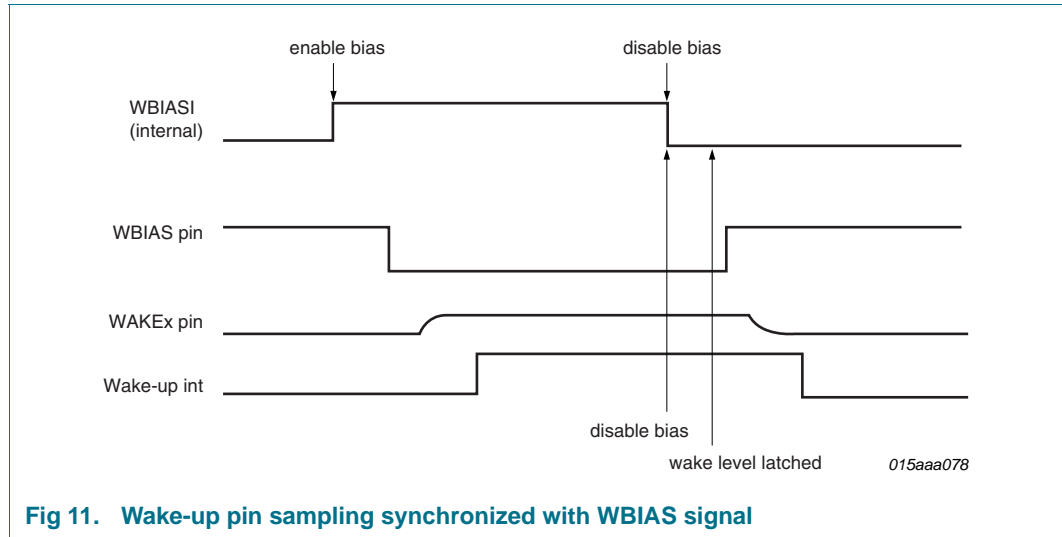 enable bias
disable bias
WBIASI
(internal)
WBIAS pin
WAKEx pin
Wake-up int
disable bias
wake level latched
015aaa078
Fig 11. Wake-up pin sampling synchronized with WBIAS signal